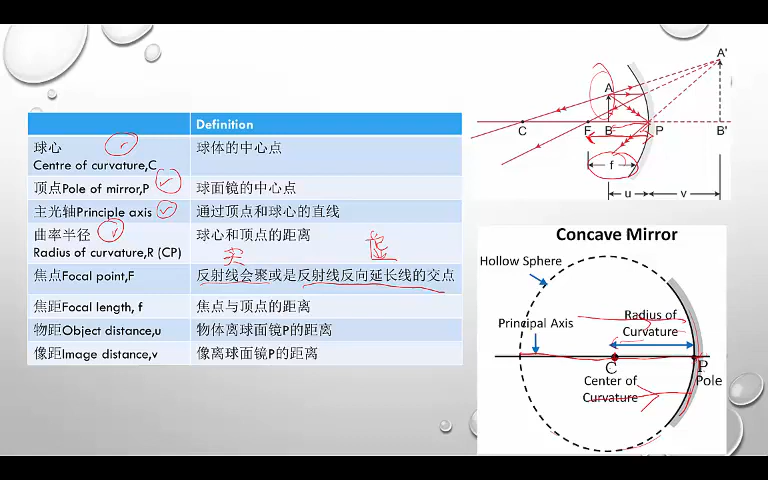 Definition
球心
Centre of curvature,C
球体的中心点
顶点Pole of mirror,P
球面镜的中心点
主光轴Principle axis
通过顶点和球心的直线
曲率半径
Radius of curvature,R (CP)
球心和顶点的距离
实
虚
焦点Focal point,F
反射线会聚或是反射线反向延长线的交点
焦距Focal length, f
焦点与顶点的距离
物距Object distance,u
物体离球面镜P的距离
像距Image distance,v
像离球面镜P的距离
A'
A
C
F
B
P
B'
f
u
v
Concave Mirror
Hollow Sphere
Principal Axis
Radius of
Curvature
C
P
Center of
Curvature
Pole